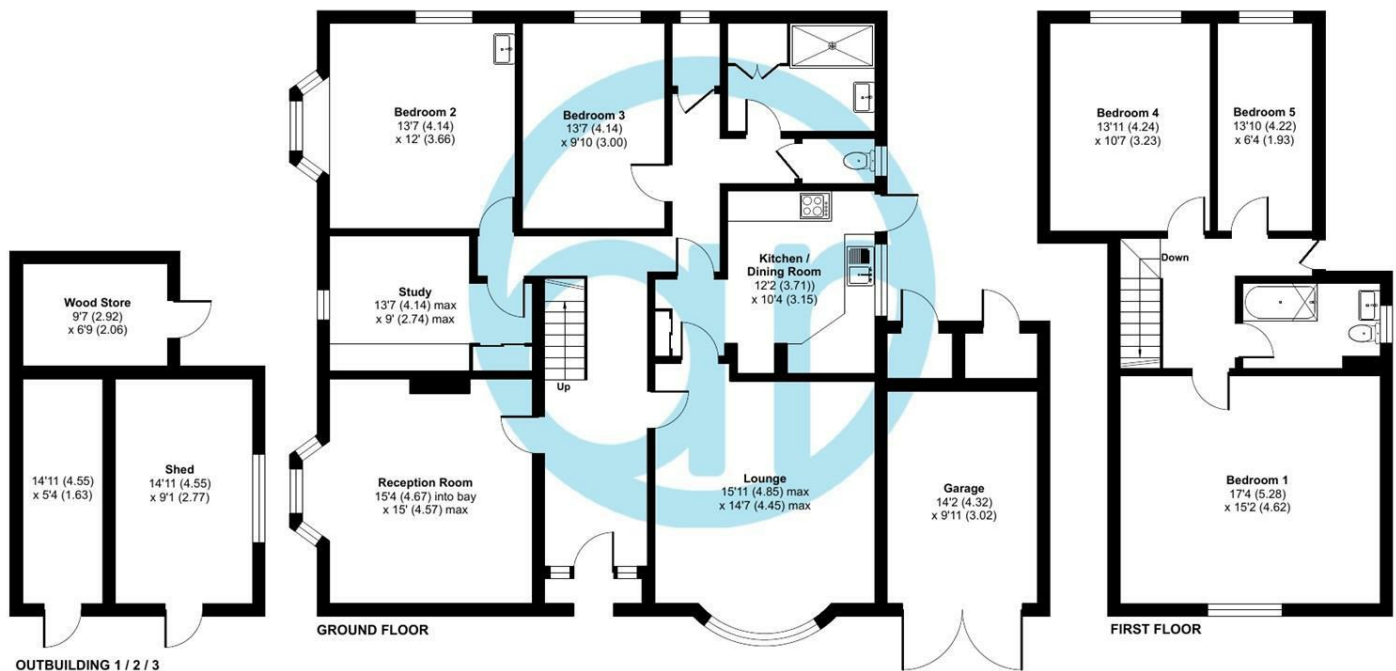 Bedroom 2
13'7 (4.14)
x 12' (3.66)
Bedroom 3
13'7 (4.14)
x 9'10 (3.00)
Bedroom 4
13'11 (4.24)
x 10'7 (3.23)
Bedroom 5
13'10 (4.22)
x 6'4 (1.93)
Kitchen /
Dining Room
12'2 (3.71))
x 10'4 (3.15)
Down
Wood Store
9'7 (2.92)
x 6'9 (2.06)
Study
13'7 (4.14) max
x 9' (2.74) max
Up
14'11 (4.55)
x 5'4 (1.63)
Shed
14'11 (4.55)
x 9'1 (2.77)
Reception Room
15'4 (4.67) into bay
x 15' (4.57) max
Lounge
15'11 (4.85) max
x 14'7 (4.45) max
Garage
14'2 (4.32)
x 9'11 (3.02)
Bedroom 1
17'4 (5.28)
x 15'2 (4.62)
GROUND FLOOR
FIRST FLOOR
OUTBUILDING 1 / 2 / 3